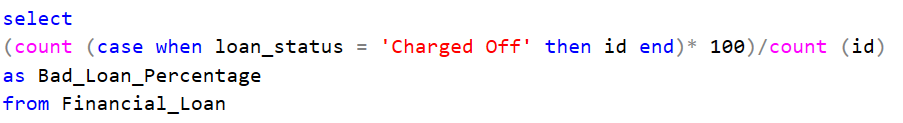 select
(count (case when loan_status = 'Charged Off' then id end)* 100)/count (id)
as Bad_Loan_Percentage
from Financial_Loan